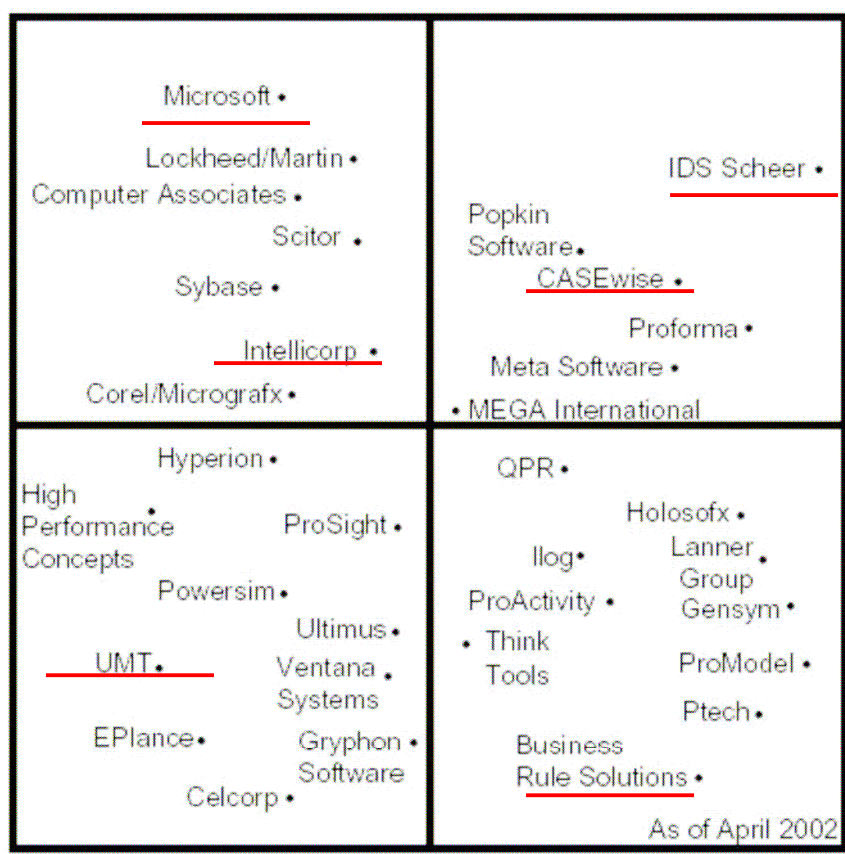 Microsoft
Lockheed/Martin
Computer Associates
Scitor
Sybase
Intellicorp
Corel/Micrografx
IDS Scheer
Popkin
Software
CASEwise
Proforma
Meta Software
MEGA International
Hyperion
High
Performance
Concepts
ProSight
Powersim
Ultimus
UMT
Ventana
Systems
EPlance
Gryphon
Software
Celcorp
QPR
Holosofx
Ilog
Lanner
Group
ProActivity
Gensym
Think
Tools
ProModel
Ptech
Business
Rule Solutions
As of April 2002